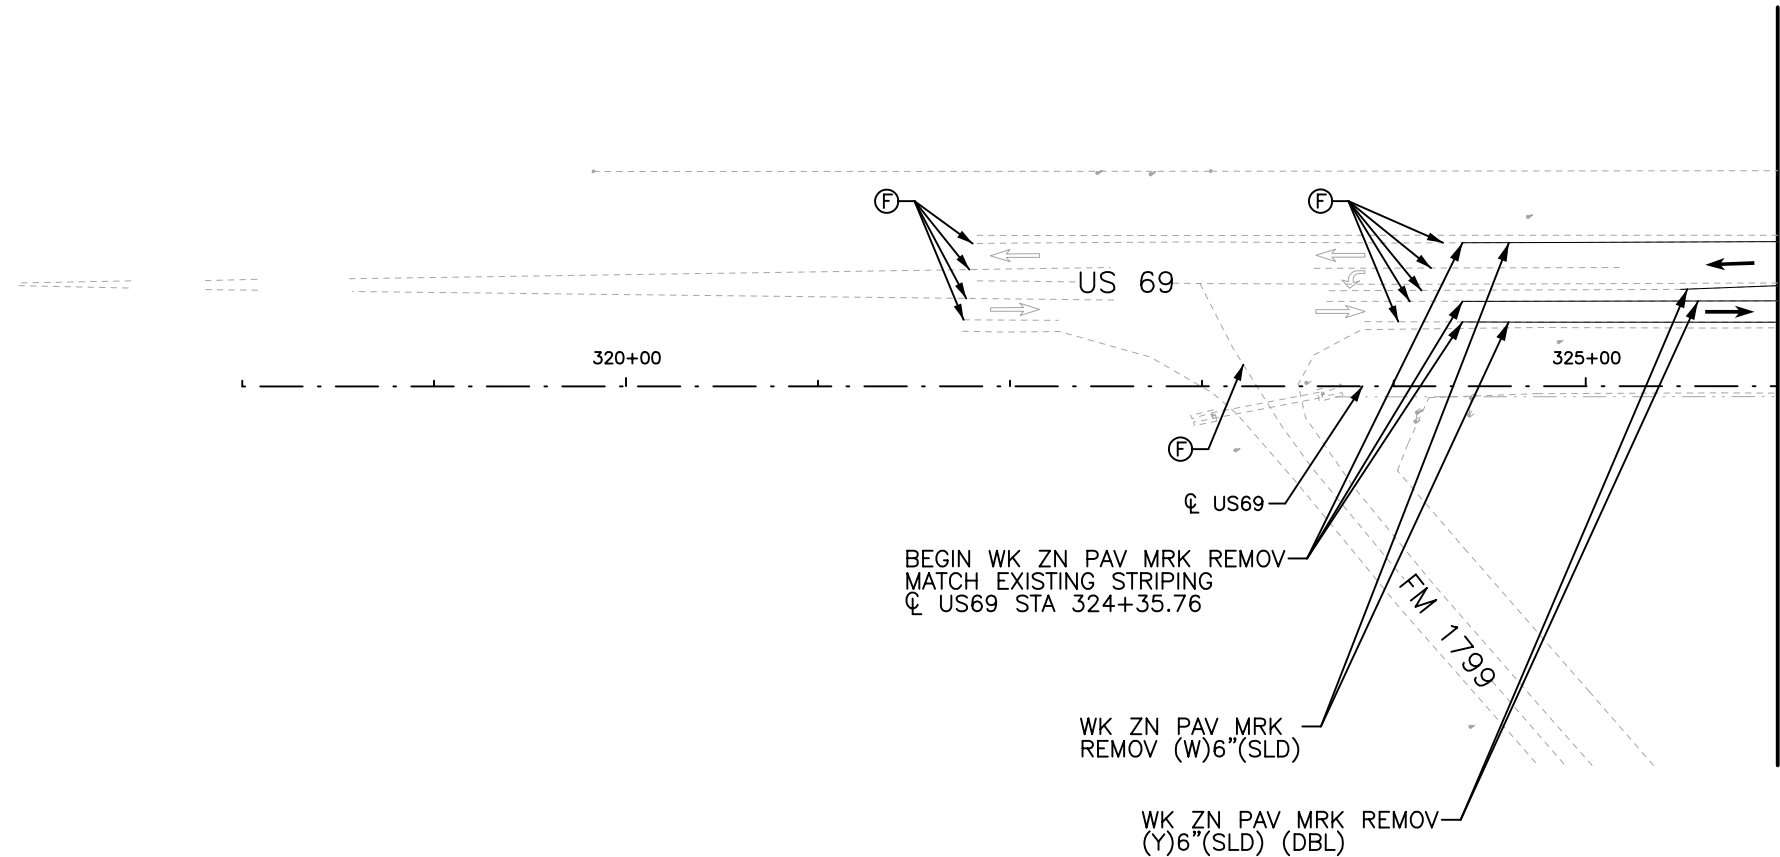 F
F
US 69
320+00
325+00
F
℄ US69
BEGIN WK ZN PAV MRK REMOV
MATCH EXISTING STRIPING
℄ US69 STA 324+35.76
FM 1799
WK ZN PAV MRK
REMOV (W)6"(SLD)
WK ZN PAV MRK REMOV
(Y)6"(SLD) (DBL)